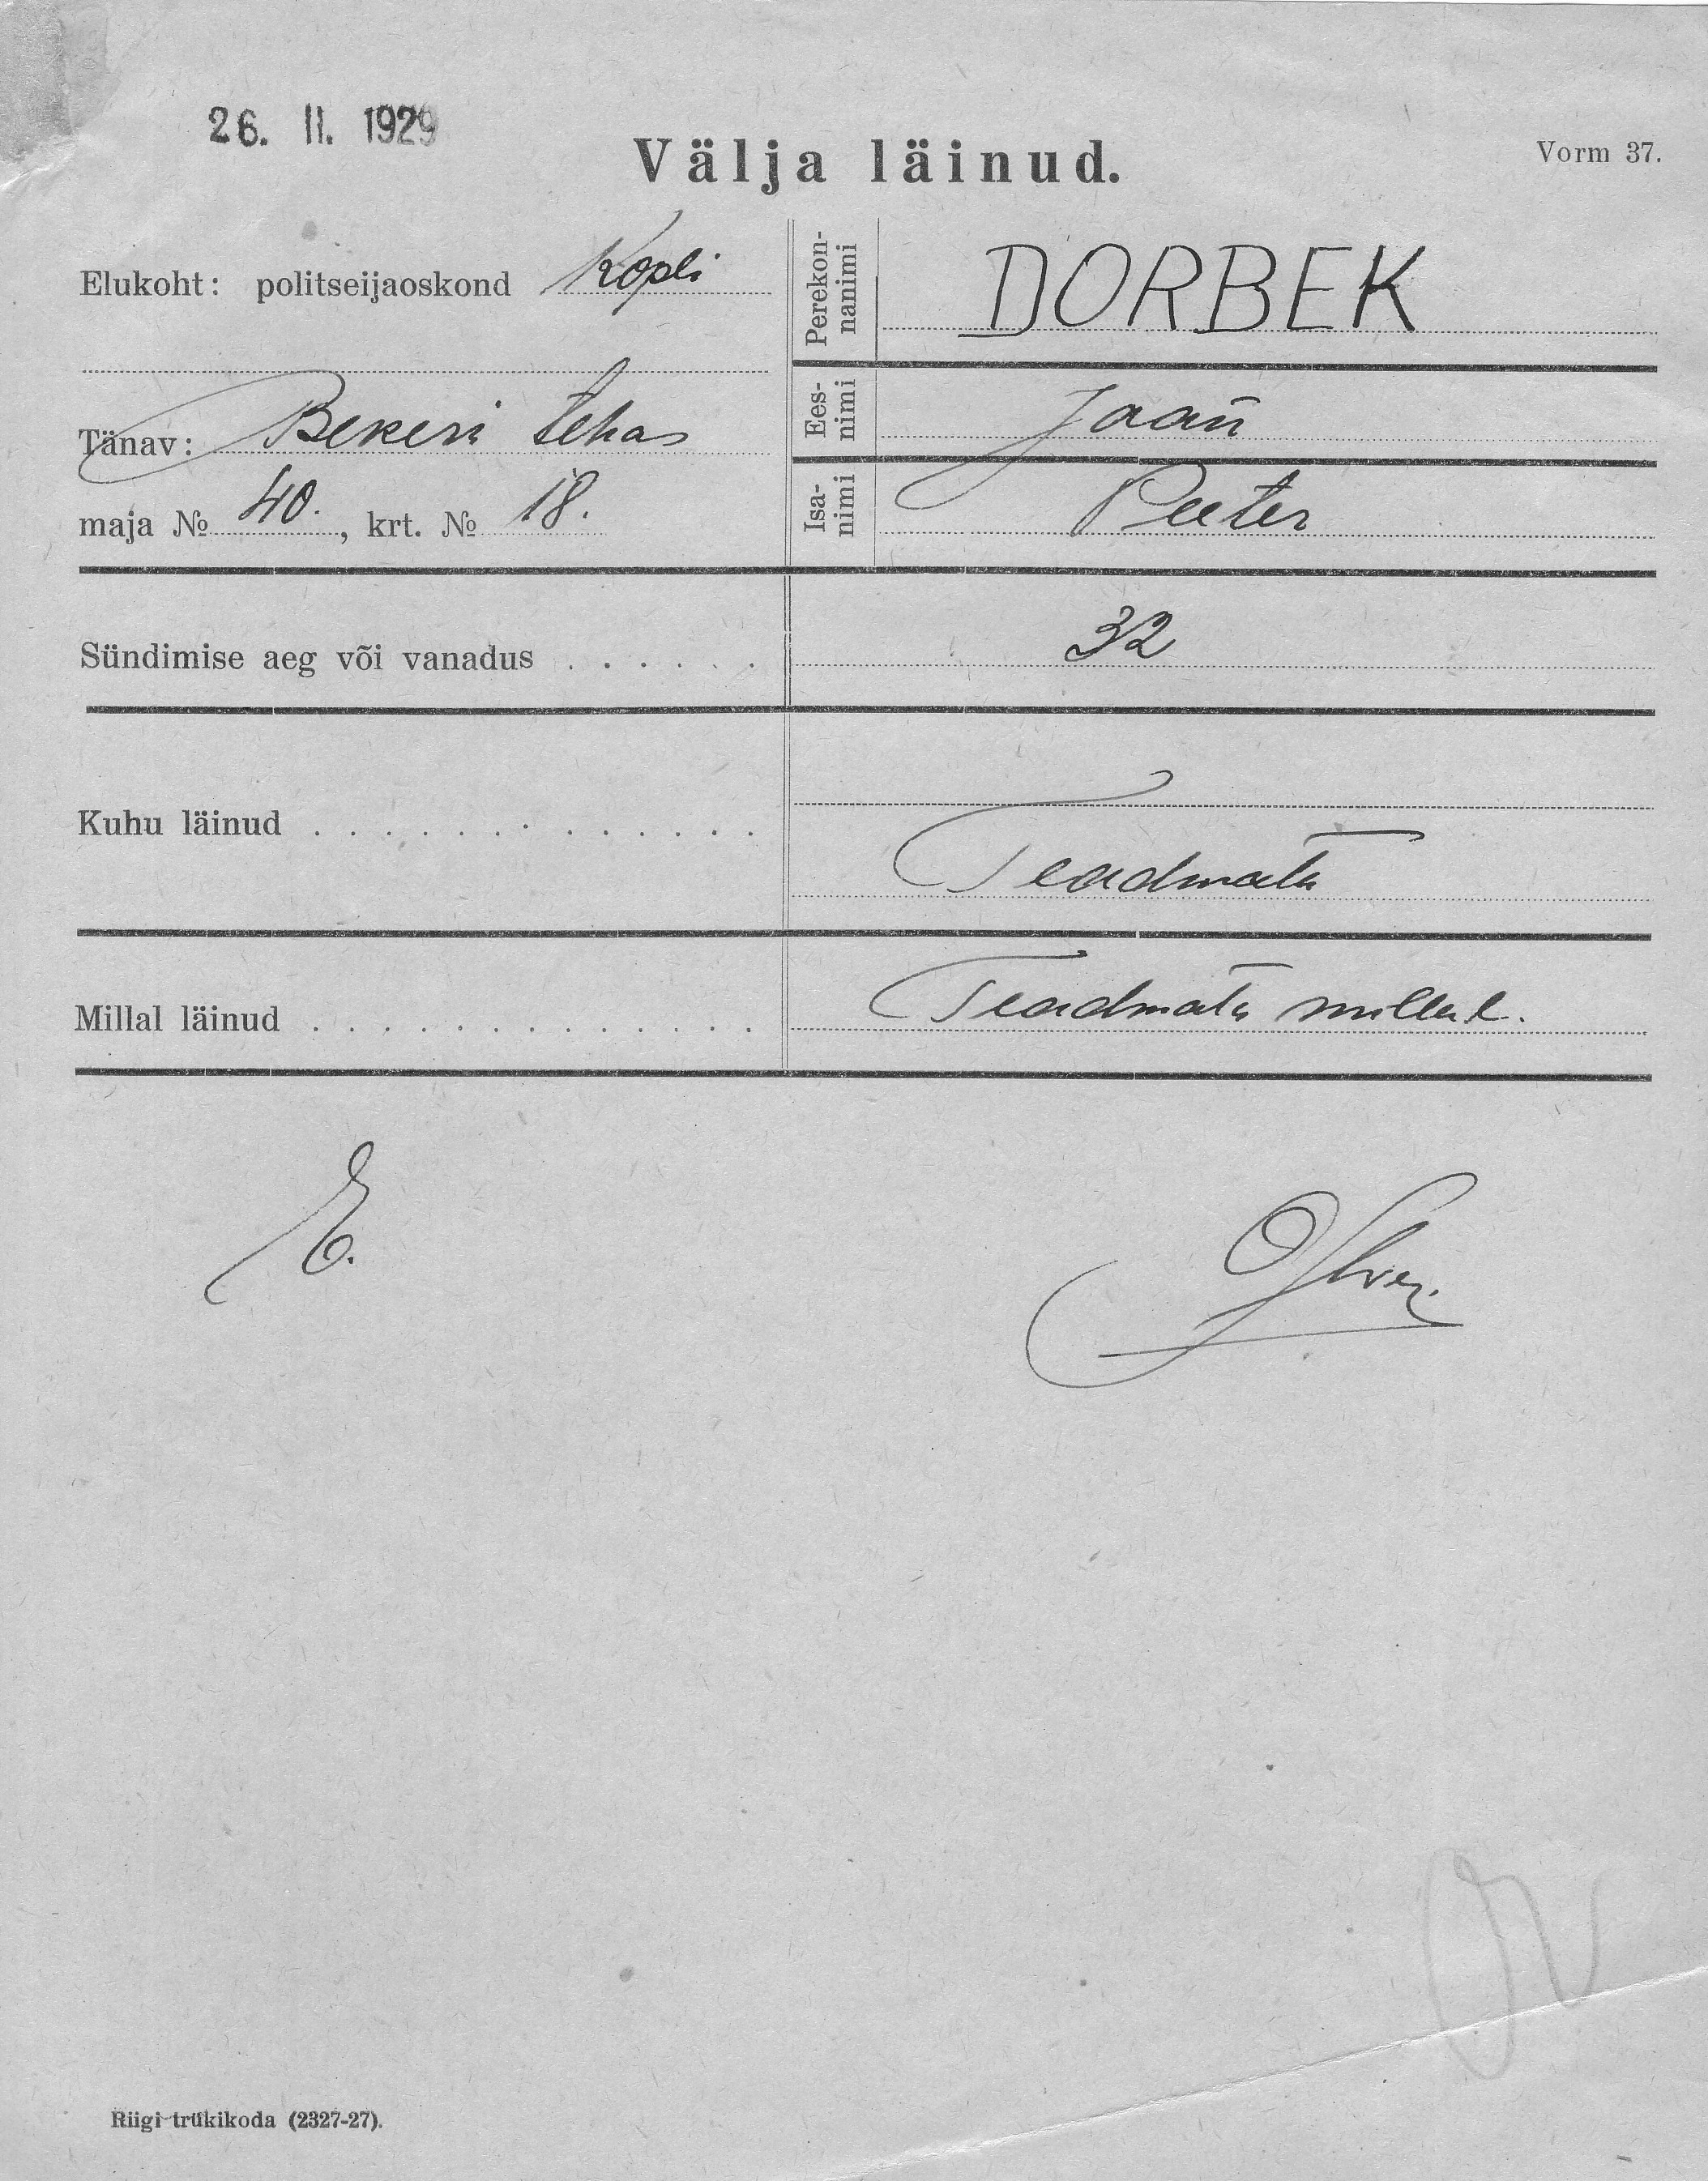 26. II. 1929
Välja läinud.
Vorm 37.
Elukoht: politseijaoskond Kopli
Tänav: Bekeri tehas
maja № 40., krt. № 18.
Perekon-
nanimi
DORBEK
Ees-
nimi
Jaan
Isa-
nimi
Peeter
Sündimise aeg või vanadus . . . . . .
32
Kuhu läinud . . . . . . . . . . . . .
Teadmata
Millal läinud . . . . . . . . . . . . .
Teadmata millal.
E.
Riigi trükikoda (2327-27).